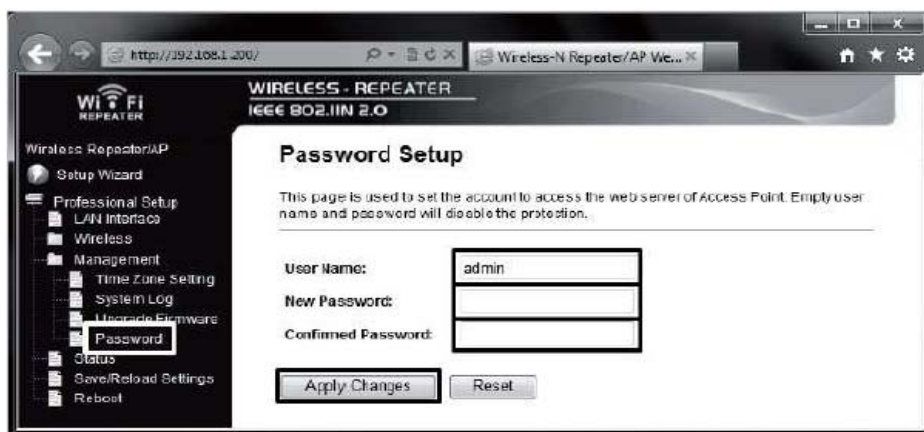 http://192.168.1.200/
Wireless-N Repeater/AP We...
Wi Fi
REPEATER
WIRELESS - REPEATER
IEEE 802.11N 2.0
Wireless Repeater/AP
Setup Wizard
Professional Setup
LAN Interface
Wireless
Management
Time Zone Setting
System Log
Upgrade Firmware
Password
Status
Save/Reload Settings
Reboot
Password Setup
This page is used to set the account to access the web server of Access Point. Empty user
name and password will disable the protection.
User Name:
admin
New Password:
Confirmed Password:
Apply Changes
Reset